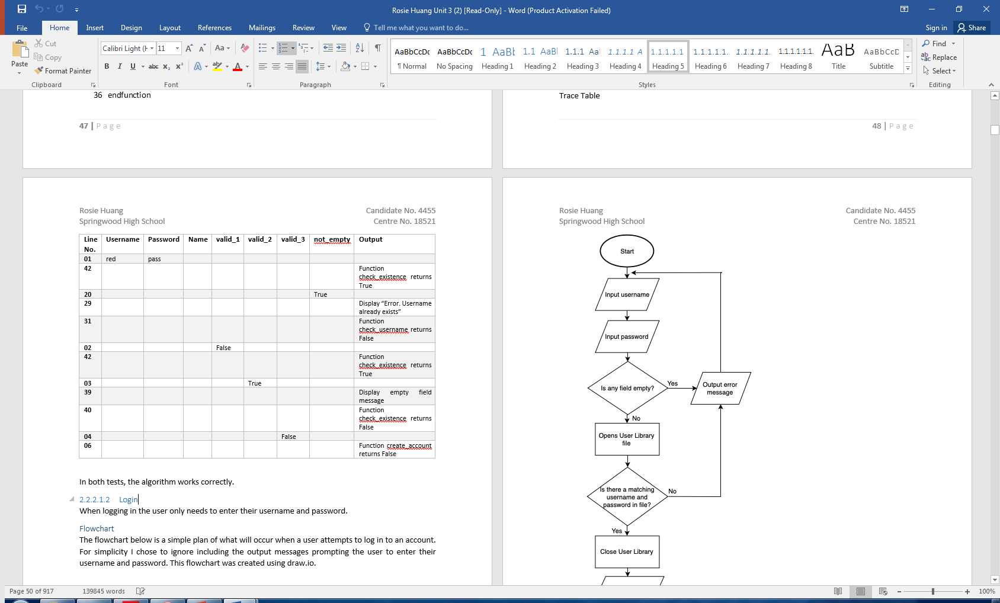 Rosie Huang Unit 3 (2) [Read-Only] - Word (Product Activation Failed)
File Home Insert Design Layout References Mailings Review View Tell me what you want to do... Sign in Share
Paste
Cut
Copy
Format Painter
Clipboard
Calibri Light (H 11
Font
Paragraph
AaBbCcDc AaBbCcDc 1 AaBb 1.1 AaBl 1.1.1 Aa 1.1.1.1 A 1.1.1.1.1 1.1.1.1.1. 1.1.1.1.1. 1.1.1.1.1.1. AaB AaBbCcD
¶ Normal No Spacing Heading 1 Heading 2 Heading 3 Heading 4 Heading 5 Heading 6 Heading 7 Heading 8 Title Subtitle
Styles
Find
Replace
Select
Editing
36 endfunction
47 | Page
Trace Table
48 | Page
Rosie Huang Candidate No. 4455
Springwood High School Centre No. 18521
Line Username Password Name valid_1 valid_2 valid_3 not_empty Output
No.
01 red pass
42 Function
check_existence returns
True
20 True
29 Display “Error. Username
already exists”
31 Function
check_username returns
False
02 False
42 Function
check_existence returns
True
03 True
39 Display empty field
message
40 Function
check_existence returns
False
04 False
06 Function create_account
returns False
In both tests, the algorithm works correctly.
2.2.2.1.2 Login
When logging in the user only needs to enter their username and password.
Flowchart
The flowchart below is a simple plan of what will occur when a user attempts to log in to an account.
For simplicity I chose to ignore including the output messages prompting the user to enter their
username and password. This flowchart was created using draw.io.
Rosie Huang Candidate No. 4455
Springwood High School Centre No. 18521
Start
Input username
Input password
Is any field empty?
Yes
Output error
message
No
Opens User Library
file
Is there a matching
username and
password in file?
No
Yes
Close User Library
Page 50 of 917 139845 words 100%